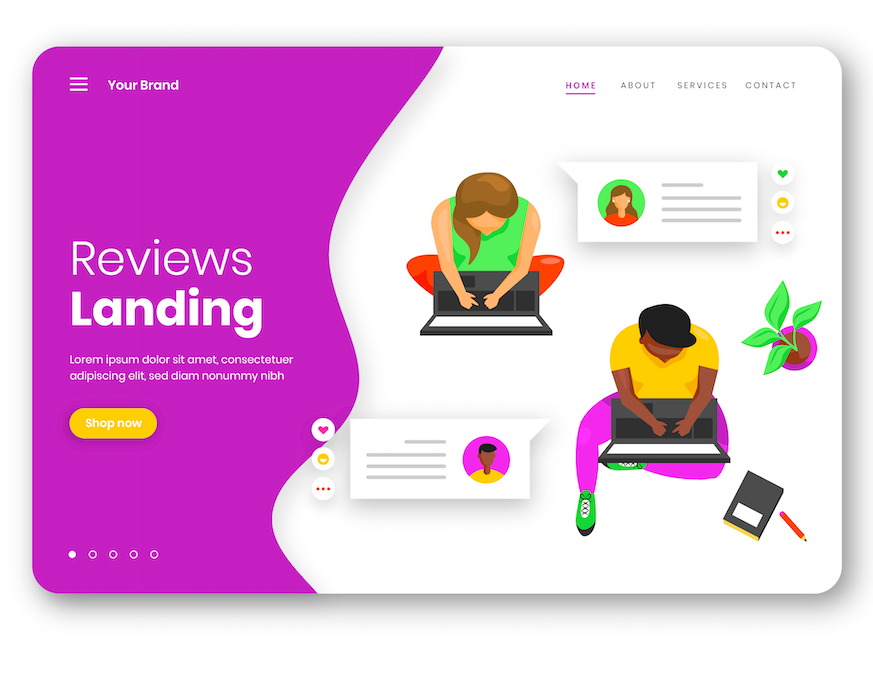 Your Brand
HOME ABOUT SERVICES CONTACT
Reviews
Landing
Lorem ipsum dolor sit amet, consectetuer
adipiscing elit, sed diam nonummy nibh
Shop now